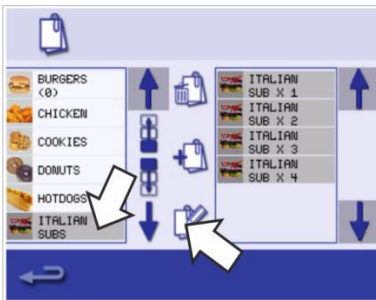 BURGERS
(0)
CHICKEN
COOKIES
DONUTS
HOTDOGS
ITALIAN
SUBS
ITALIAN
SUB X 1
ITALIAN
SUB X 2
ITALIAN
SUB X 3
ITALIAN
SUB X 4